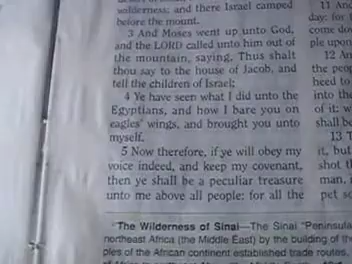 wilderness; and there Israel camped
before the mount.
3 And Moses went up unto God,
and the LORD called unto him out of
the mountain, saying, Thus shalt
thou say to the house of Jacob, and
tell the children of Israel;
4 Ye have seen what I did unto the
Egyptians, and how I bare you on
eagles' wings, and brought you unto
myself.
5 Now therefore, if ye will obey my
voice indeed, and keep my covenant,
then ye shall be a peculiar treasure
unto me above all people: for all the
The Wilderness of Sinai—The Sinai "Peninsula
northeast Africa (the Middle East) by the building of the
ples of the African continent established trade routes,
11 And
day: for
come do
ple upon
12 An
the peo
heed to
into the
of it: w
shall be
13 T
it, but
shot t
man, i
pet so